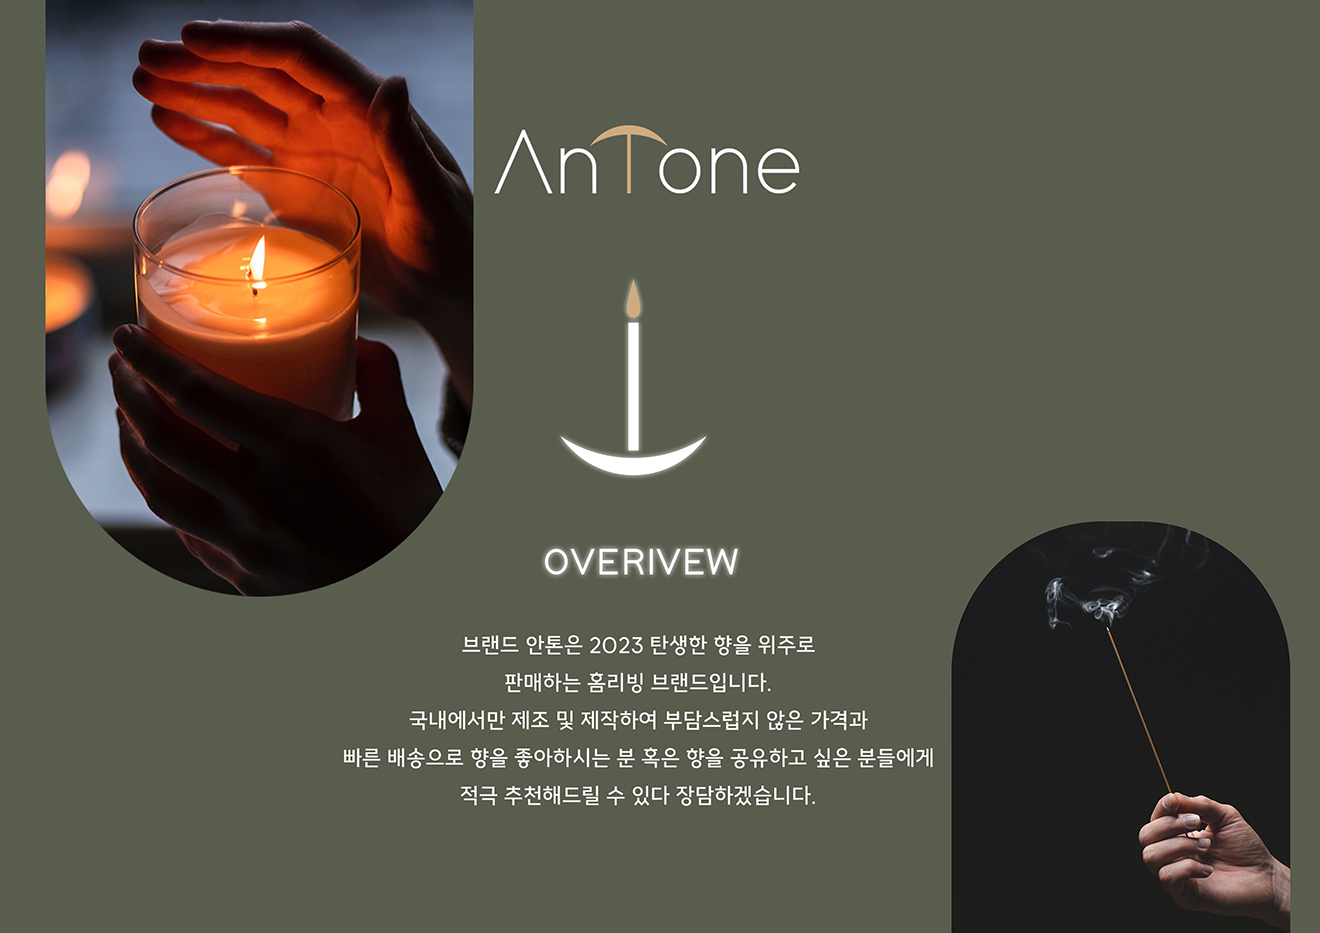 AnTone
OVERIVEW
브랜드 안톤은 2023 탄생한 향을 위주로
판매하는 홈리빙 브랜드입니다.
국내에서만 제조 및 제작하여 부담스럽지 않은 가격과
빠른 배송으로 향을 좋아하시는 분 혹은 향을 공유하고 싶은 분들에게
적극 추천해드릴 수 있다 장담하겠습니다.